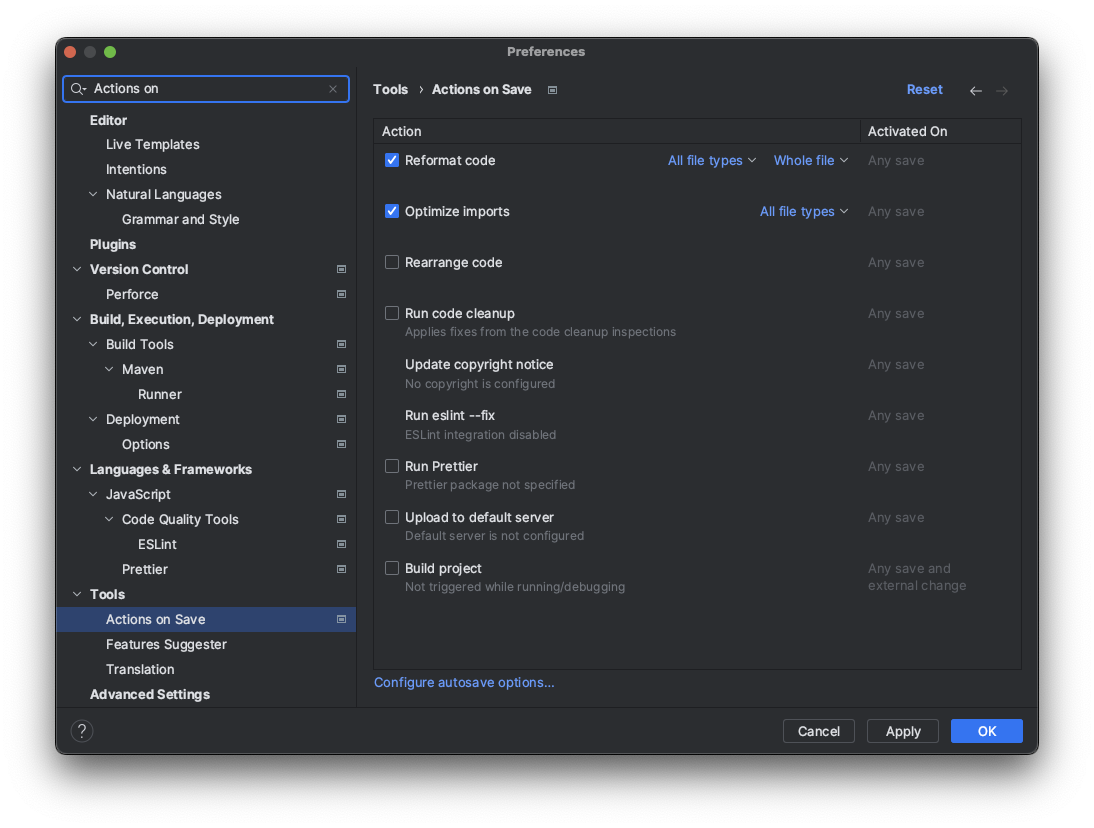 Preferences
Actions on
Editor
Live Templates
Intentions
Natural Languages
Grammar and Style
Plugins
Version Control
Perforce
Build, Execution, Deployment
Build Tools
Maven
Runner
Deployment
Options
Languages & Frameworks
JavaScript
Code Quality Tools
ESLint
Prettier
Tools
Actions on Save
Features Suggester
Translation
Advanced Settings
Tools › Actions on Save
Reset
Action Activated On
Reformat code All file types Whole file Any save
Optimize imports All file types Any save
Rearrange code Any save
Run code cleanup Any save
Applies fixes from the code cleanup inspections
Update copyright notice Any save
No copyright is configured
Run eslint --fix Any save
ESLint integration disabled
Run Prettier Any save
Prettier package not specified
Upload to default server Any save
Default server is not configured
Build project Any save and
Not triggered while running/debugging external change
Configure autosave options...
? Cancel Apply OK